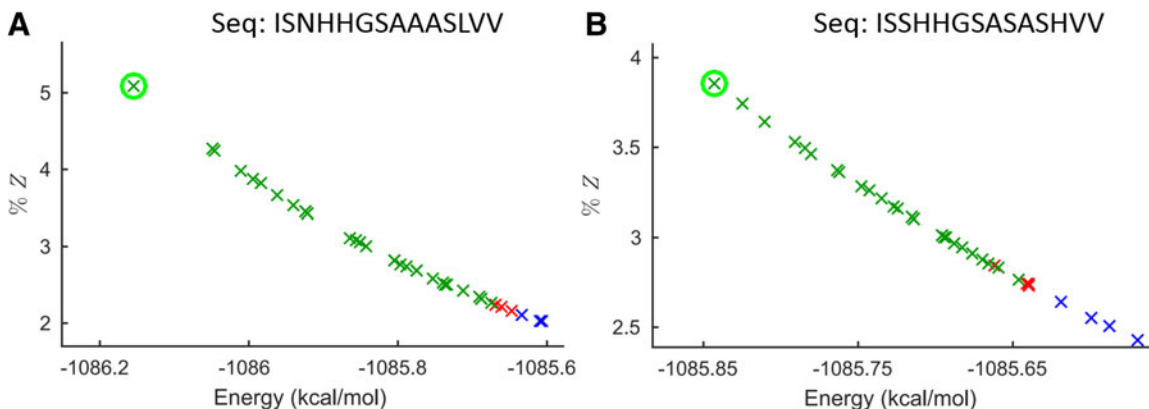 A
Seq: ISNHHGSAAASLVV
5
4
3
2
% Z
-1086.2
-1086
-1085.8
-1085.6
Energy (kcal/mol)
B
Seq: ISSHHGSASASHVV
4
3.5
3
2.5
% Z
-1085.85
-1085.75
-1085.65
Energy (kcal/mol)